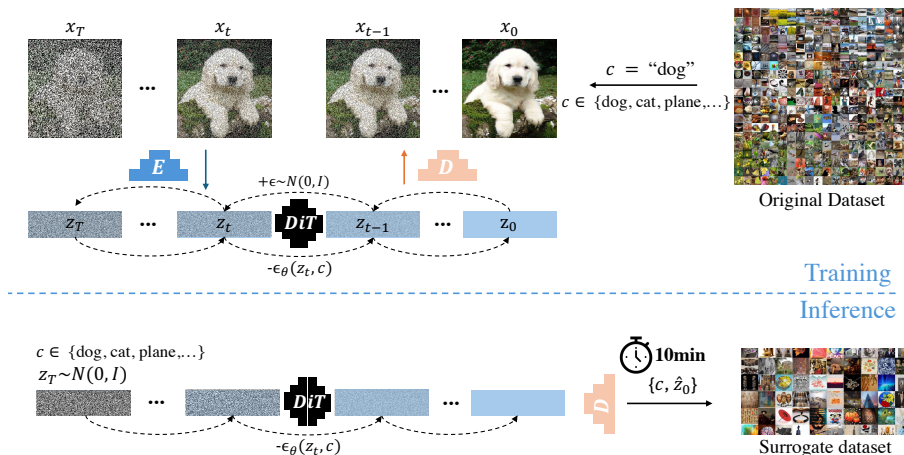 x_T x_t x_{t−1} x_0
... ...
c = "dog"
c ∈ {dog, cat, plane,…}
E D
+ϵ~N(0, I)
z_T ... z_t DiT z_{t−1} ... z_0
-ϵ_θ(z_t, c)
Original Dataset
Training
Inference
c ∈ {dog, cat, plane,…}
z_T~N(0, I)
10min
{c, ẑ_0}
... DiT ... D
-ϵ_θ(z_t, c)
Surrogate dataset